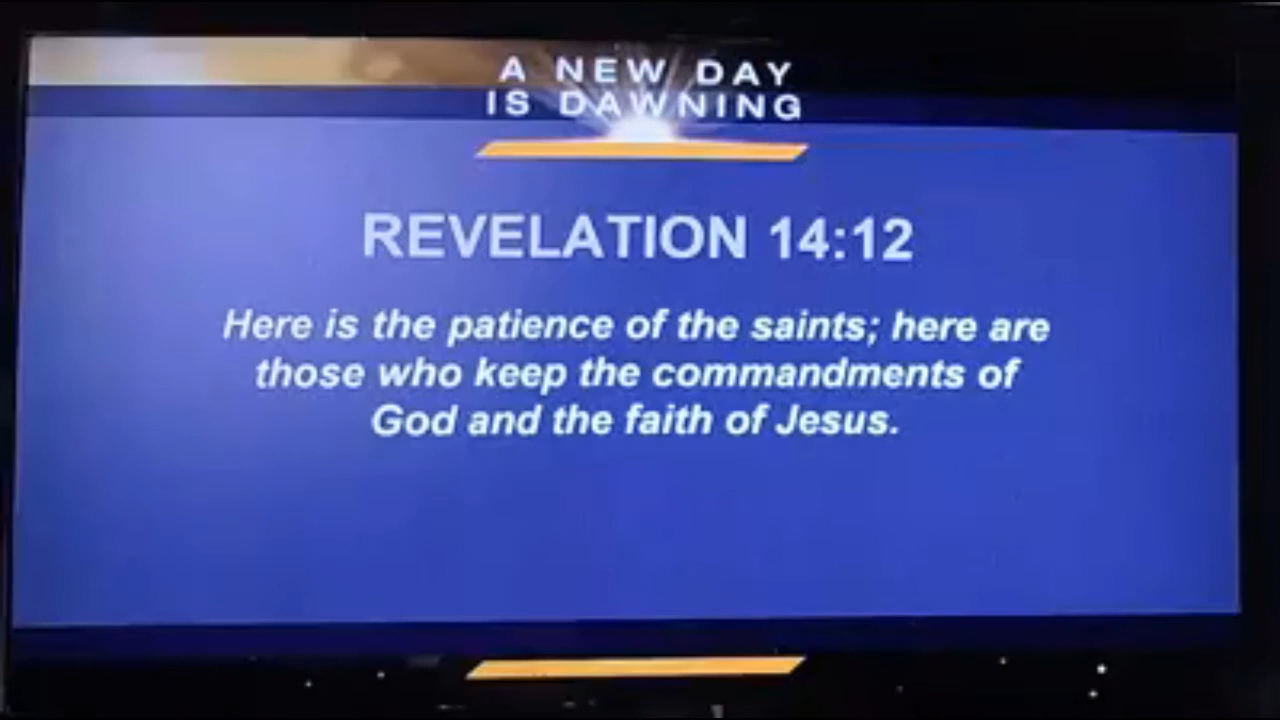 A NEW DAY
IS DAWNING
REVELATION 14:12
Here is the patience of the saints; here are
those who keep the commandments of
God and the faith of Jesus.